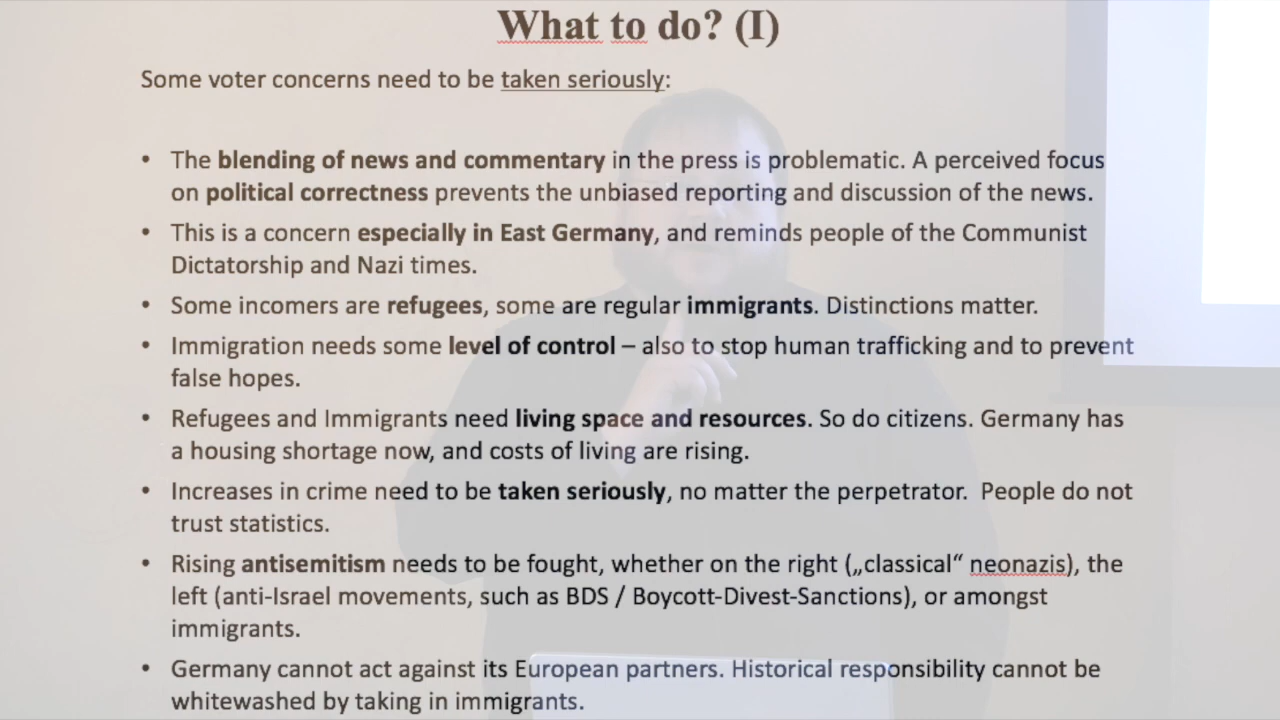 What to do? (I)
Some voter concerns need to be taken seriously:
• The blending of news and commentary in the press is problematic. A perceived focus
on political correctness prevents the unbiased reporting and discussion of the news.
• This is a concern especially in East Germany, and reminds people of the Communist
Dictatorship and Nazi times.
• Some incomers are refugees, some are regular immigrants. Distinctions matter.
• Immigration needs some level of control – also to stop human trafficking and to prevent
false hopes.
• Refugees and Immigrants need living space and resources. So do citizens. Germany has
a housing shortage now, and costs of living are rising.
• Increases in crime need to be taken seriously, no matter the perpetrator. People do not
trust statistics.
• Rising antisemitism needs to be fought, whether on the right („classical“ neonazis), the
left (anti-Israel movements, such as BDS / Boycott-Divest-Sanctions), or amongst
immigrants.
• Germany cannot act against its European partners. Historical responsibility cannot be
whitewashed by taking in immigrants.